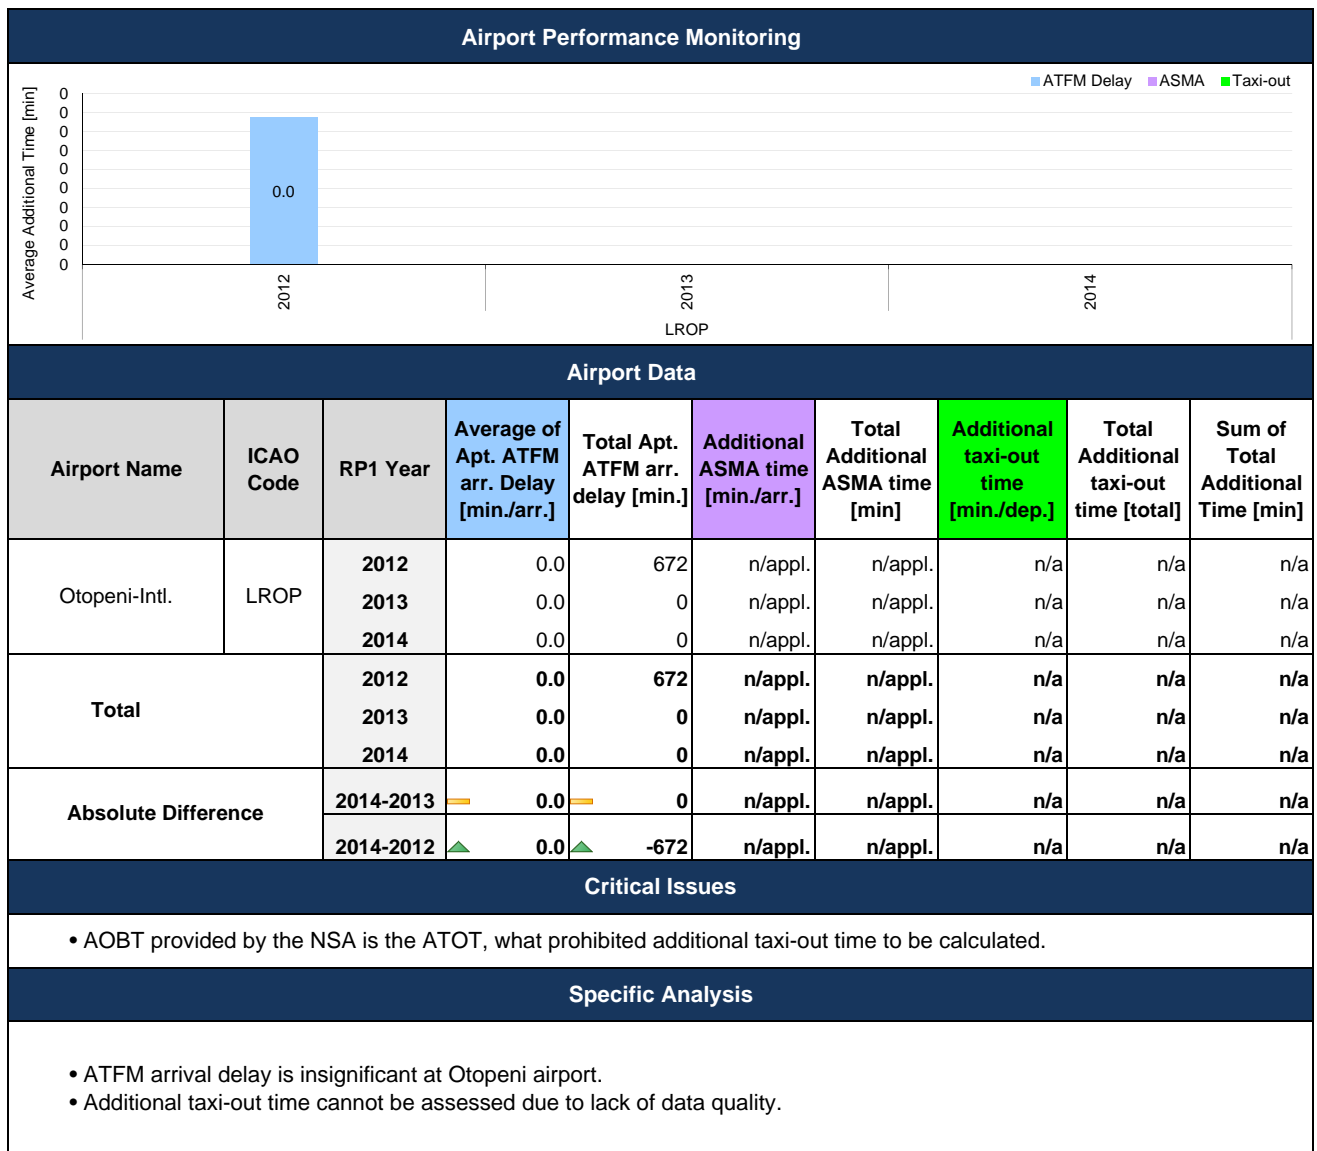 Airport Performance Monitoring
ATFM Delay ASMA Taxi-out
Average Additional Time [min]
0
0
0
0
0
0
0
0
0
0
0.0
2012
2013
2014
LROP
Airport Data
Airport Name
ICAO
Code
RP1 Year
Average of
Apt. ATFM
arr. Delay
[min./arr.]
Total Apt.
ATFM arr.
delay [min.]
Additional
ASMA time
[min./arr.]
Total
Additional
ASMA time
[min]
Additional
taxi-out
time
[min./dep.]
Total
Additional
taxi-out
time [total]
Sum of
Total
Additional
Time [min]
Otopeni-Intl. LROP
2012 0.0 672 n/appl. n/appl. n/a n/a n/a
2013 0.0 0 n/appl. n/appl. n/a n/a n/a
2014 0.0 0 n/appl. n/appl. n/a n/a n/a
Total
2012 0.0 672 n/appl. n/appl. n/a n/a n/a
2013 0.0 0 n/appl. n/appl. n/a n/a n/a
2014 0.0 0 n/appl. n/appl. n/a n/a n/a
Absolute Difference
2014-2013 0.0 0 n/appl. n/appl. n/a n/a n/a
2014-2012 0.0 -672 n/appl. n/appl. n/a n/a n/a
Critical Issues
• AOBT provided by the NSA is the ATOT, what prohibited additional taxi-out time to be calculated.
Specific Analysis
• ATFM arrival delay is insignificant at Otopeni airport.
• Additional taxi-out time cannot be assessed due to lack of data quality.